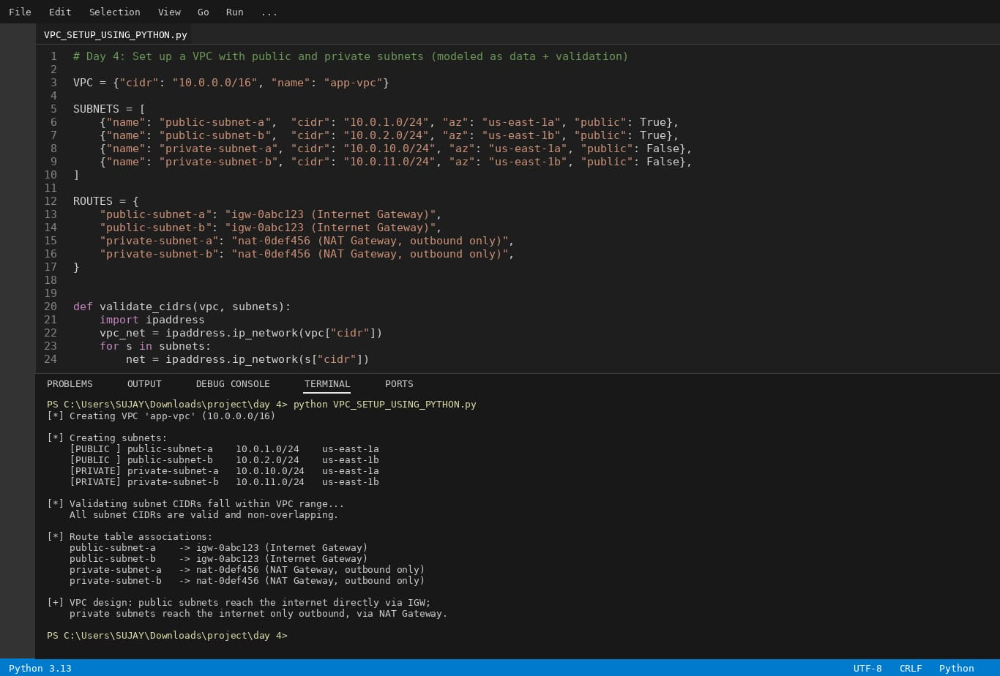 File Edit Selection View Go Run ...
VPC_SETUP_USING_PYTHON.py
1 # Day 4: Set up a VPC with public and private subnets (modeled as data + validation)
2
3 VPC = {"cidr": "10.0.0.0/16", "name": "app-vpc"}
4
5 SUBNETS = [
6     {"name": "public-subnet-a",  "cidr": "10.0.1.0/24", "az": "us-east-1a", "public": True},
7     {"name": "public-subnet-b",  "cidr": "10.0.2.0/24", "az": "us-east-1b", "public": True},
8     {"name": "private-subnet-a", "cidr": "10.0.10.0/24", "az": "us-east-1a", "public": False},
9     {"name": "private-subnet-b", "cidr": "10.0.11.0/24", "az": "us-east-1b", "public": False},
10 ]
11
12 ROUTES = {
13     "public-subnet-a": "igw-0abc123 (Internet Gateway)",
14     "public-subnet-b": "igw-0abc123 (Internet Gateway)",
15     "private-subnet-a": "nat-0def456 (NAT Gateway, outbound only)",
16     "private-subnet-b": "nat-0def456 (NAT Gateway, outbound only)",
17 }
18
19
20 def validate_cidrs(vpc, subnets):
21     import ipaddress
22     vpc_net = ipaddress.ip_network(vpc["cidr"])
23     for s in subnets:
24         net = ipaddress.ip_network(s["cidr"])
PROBLEMS OUTPUT DEBUG CONSOLE TERMINAL PORTS
PS C:\Users\SUJAY\Downloads\project\day 4> python VPC_SETUP_USING_PYTHON.py
[*] Creating VPC 'app-vpc' (10.0.0.0/16)
[*] Creating subnets:
    [PUBLIC ] public-subnet-a    10.0.1.0/24    us-east-1a
    [PUBLIC ] public-subnet-b    10.0.2.0/24    us-east-1b
    [PRIVATE] private-subnet-a   10.0.10.0/24   us-east-1a
    [PRIVATE] private-subnet-b   10.0.11.0/24   us-east-1b
[*] Validating subnet CIDRs fall within VPC range...
    All subnet CIDRs are valid and non-overlapping.
[*] Route table associations:
    public-subnet-a    -> igw-0abc123 (Internet Gateway)
    public-subnet-b    -> igw-0abc123 (Internet Gateway)
    private-subnet-a   -> nat-0def456 (NAT Gateway, outbound only)
    private-subnet-b   -> nat-0def456 (NAT Gateway, outbound only)
[+] VPC design: public subnets reach the internet directly via IGW;
    private subnets reach the internet only outbound, via NAT Gateway.
PS C:\Users\SUJAY\Downloads\project\day 4>
Python 3.13 UTF-8 CRLF Python